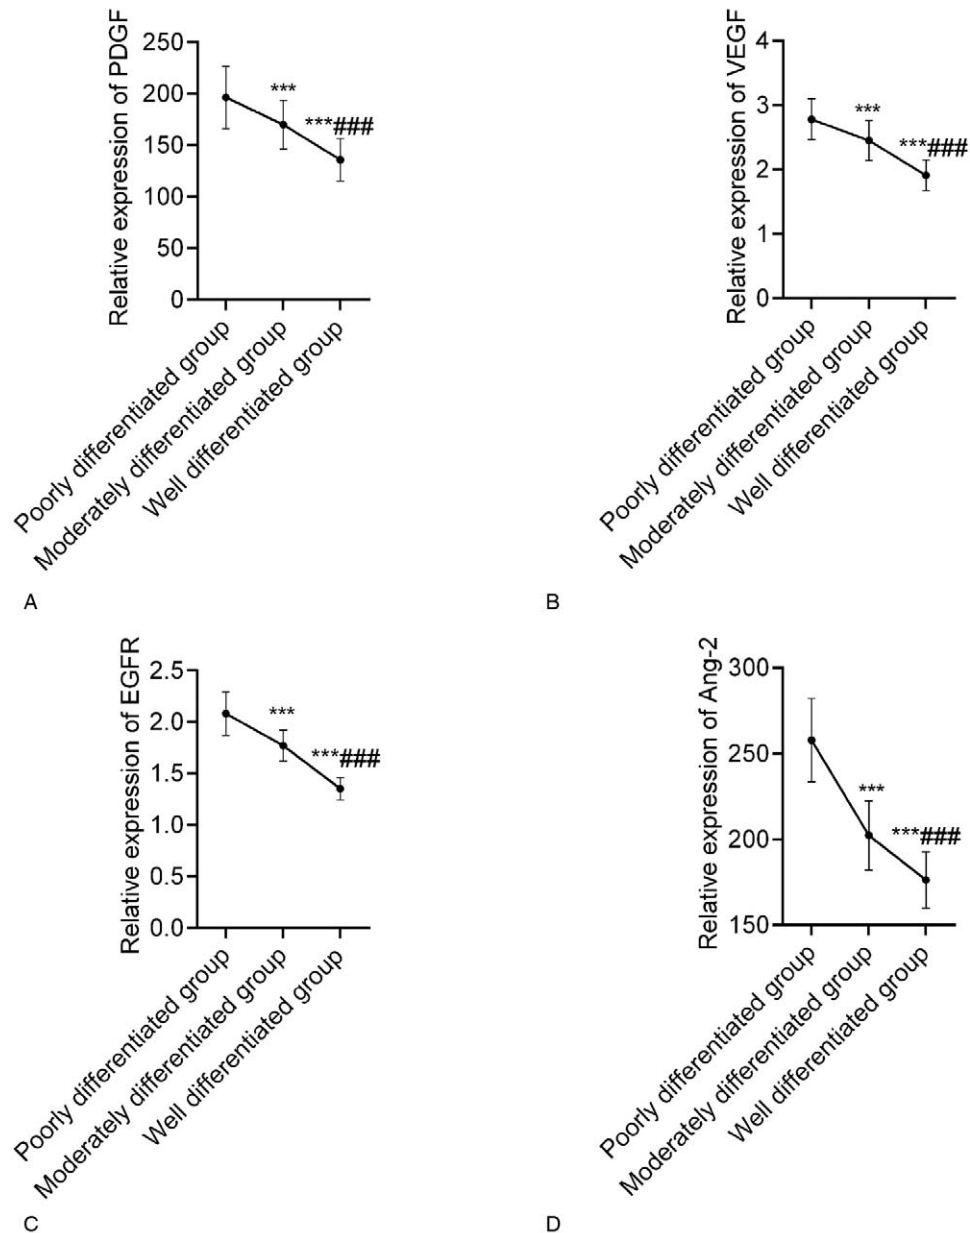 Relative expression of PDGF
250
200
150
100
50
0
***
***###
Poorly differentiated group
Moderately differentiated group
Well differentiated group
A
Relative expression of VEGF
4
3
2
1
0
***
***###
Poorly differentiated group
Moderately differentiated group
Well differentiated group
B
Relative expression of EGFR
2.5
2.0
1.5
1.0
0.5
0.0
***
***###
Poorly differentiated group
Moderately differentiated group
Well differentiated group
C
Relative expression of Ang-2
300
250
200
150
***
***###
Poorly differentiated group
Moderately differentiated group
Well differentiated group
D